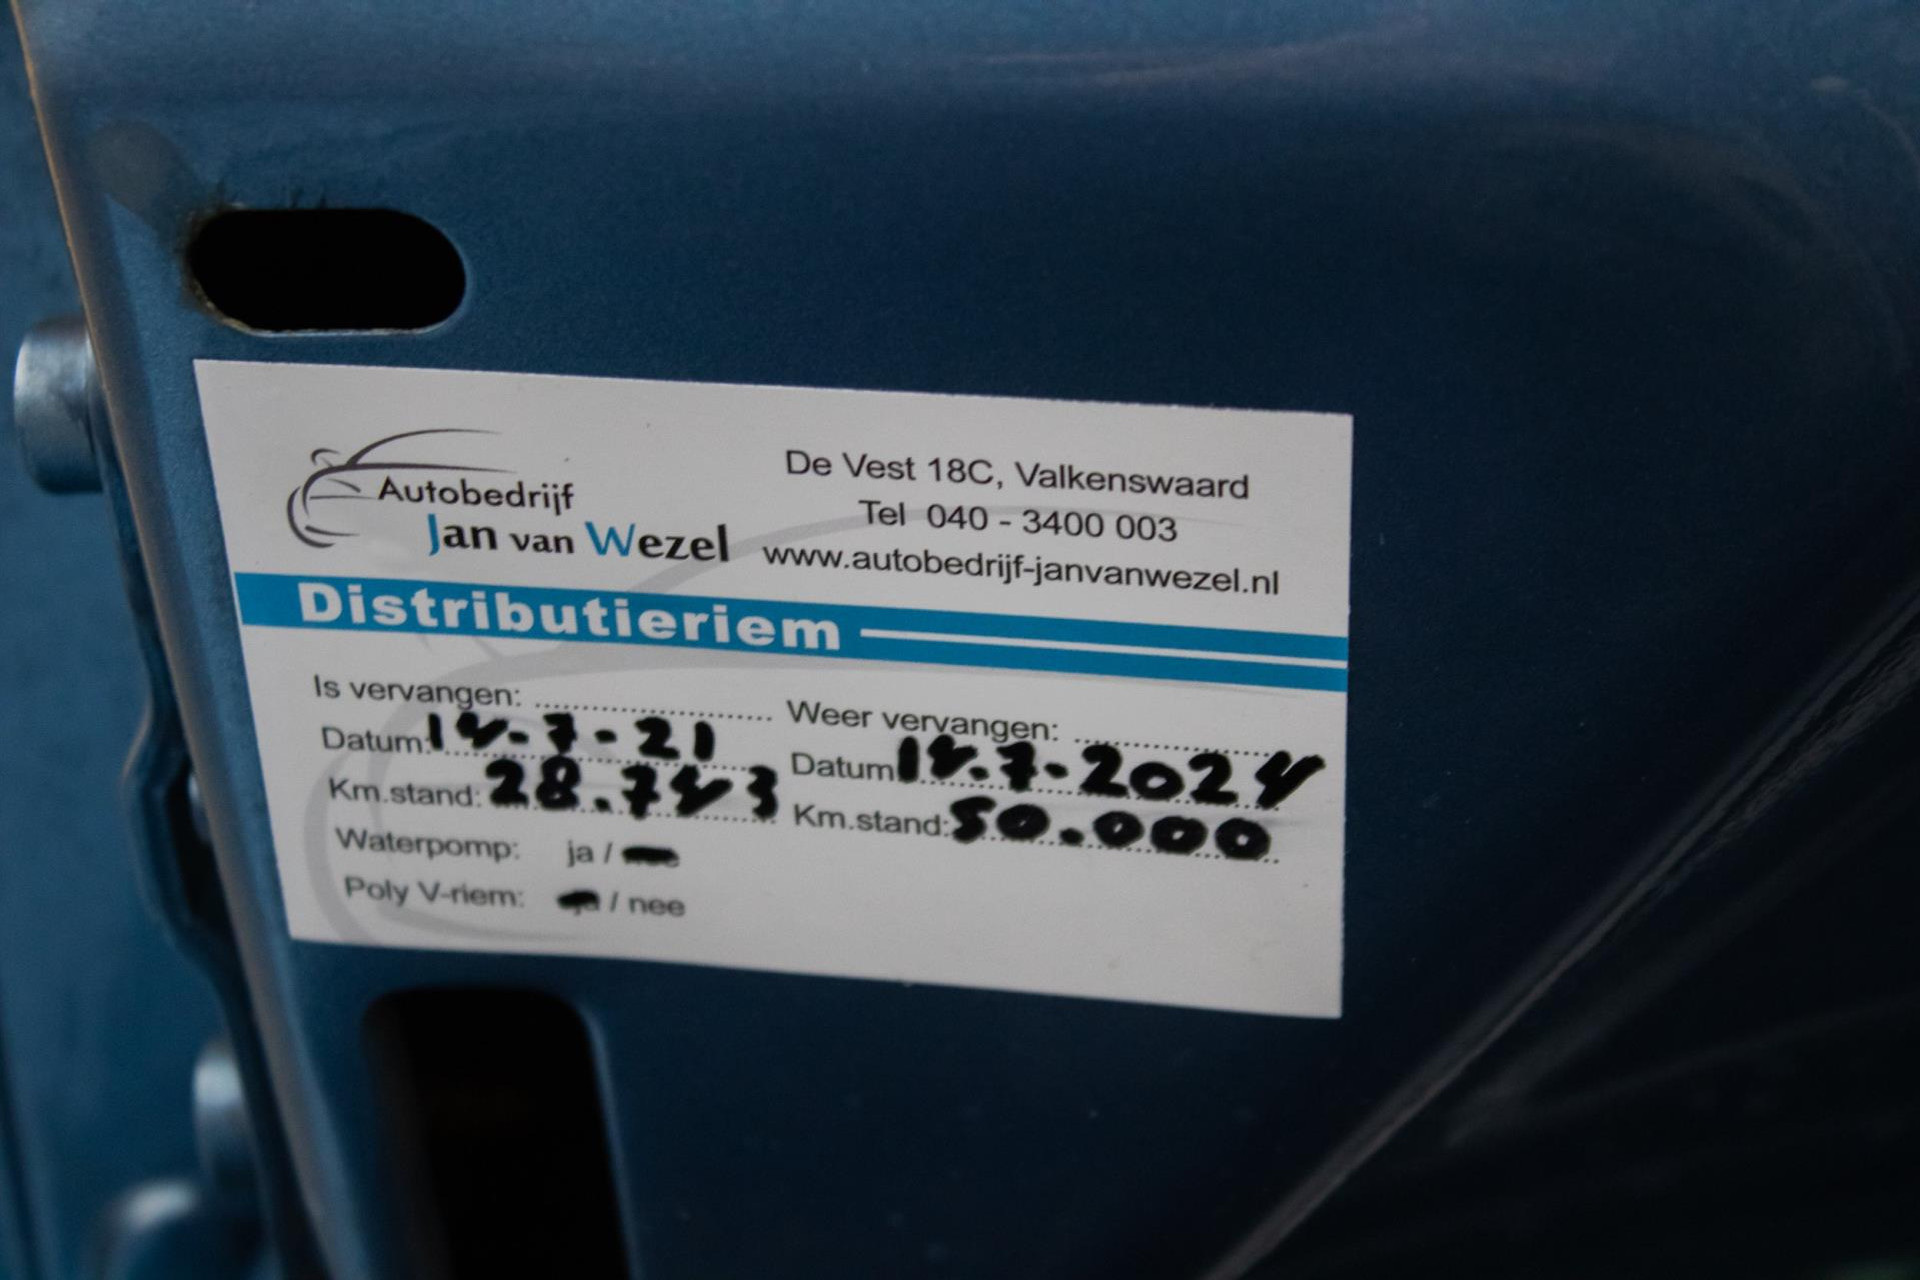 Autobedrijf
Jan van Wezel
De Vest 18C, Valkenswaard
Tel 040 - 3400 003
www.autobedrijf-janvanwezel.nl
Distributieriem
Is vervangen:
Datum: 14.7-21
Km.stand: 28.743
Waterpomp: ja /
Poly V-riem: / nee
Weer vervangen:
Datum 14.7-2024
Km.stand: 50.000